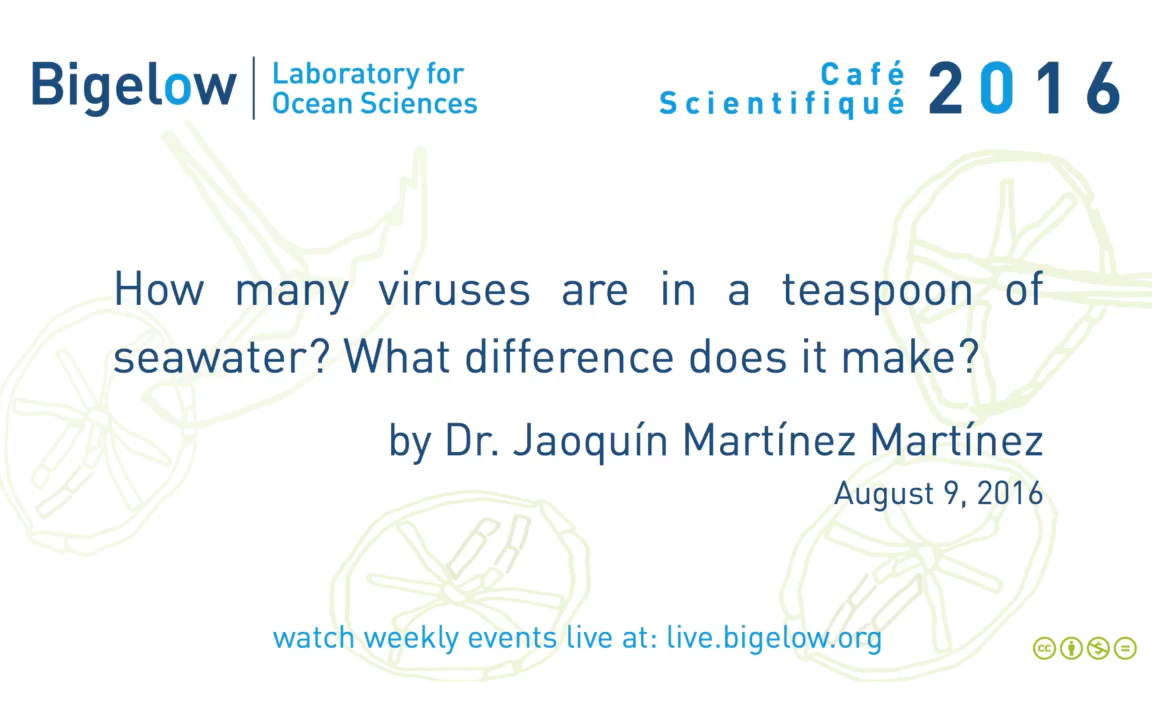 Bigelow
Laboratory for
Ocean Sciences
Café
Scientifiqué
2016
How many viruses are in a teaspoon of
seawater? What difference does it make?
by Dr. Jaoquín Martínez Martínez
August 9, 2016
watch weekly events live at: live.bigelow.org
cc